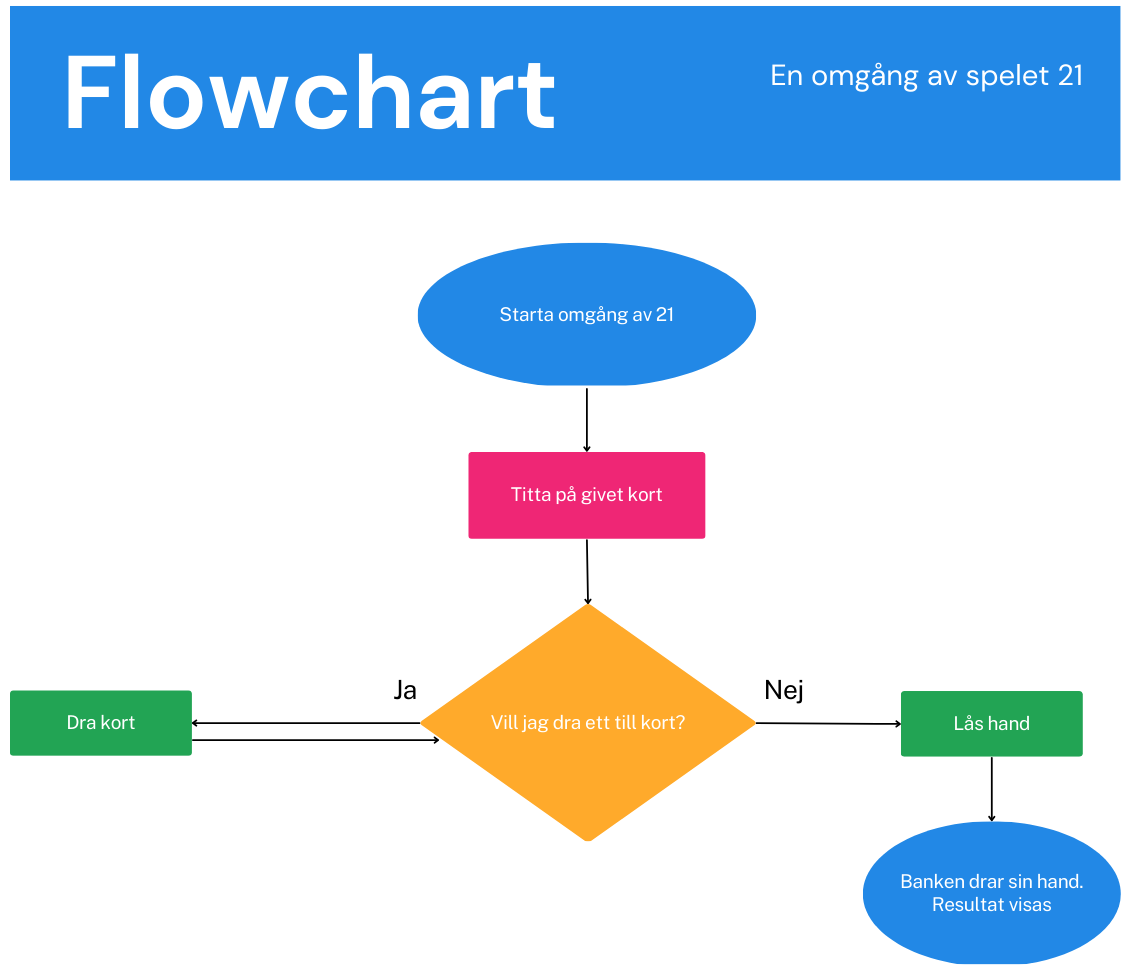 Flowchart
En omgång av spelet 21
Starta omgång av 21
Titta på givet kort
Ja
Nej
Dra kort
Vill jag dra ett till kort?
Lås hand
Banken drar sin hand.
Resultat visas